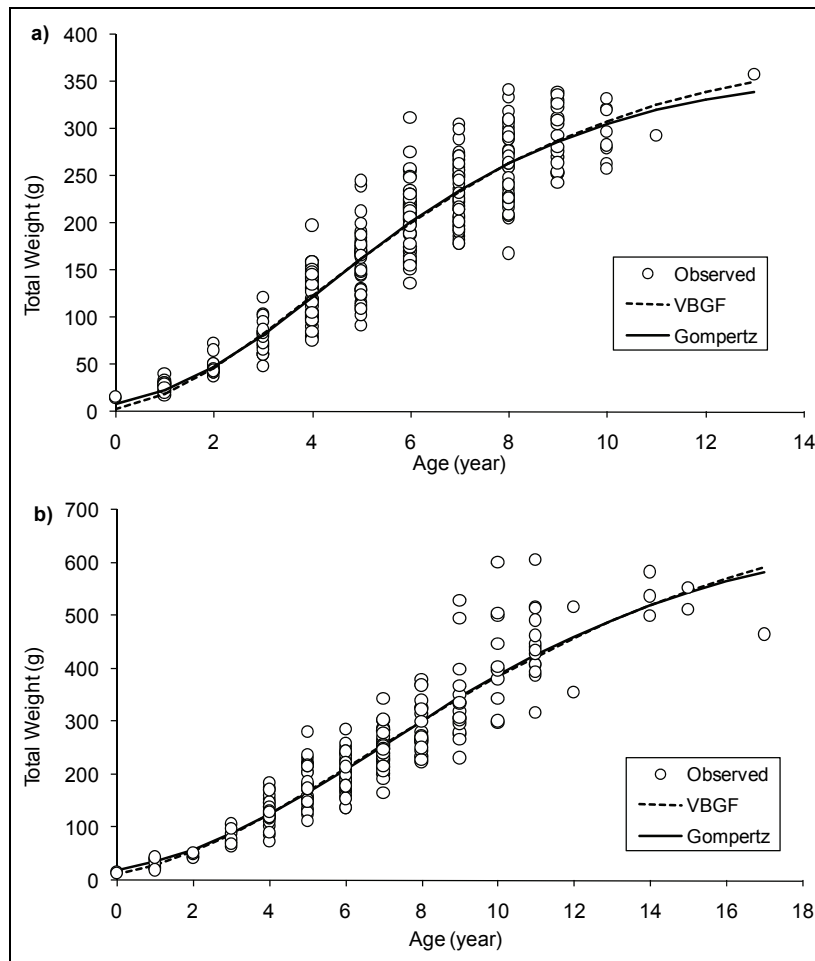 a)
Total Weight (g)
400
350
300
250
200
150
100
50
0
Observed
VBGF
Gompertz
0 2 4 6 8 10 12 14
Age (year)
b)
Total Weight (g)
700
600
500
400
300
200
100
0
Observed
VBGF
Gompertz
0 2 4 6 8 10 12 14 16 18
Age (year)